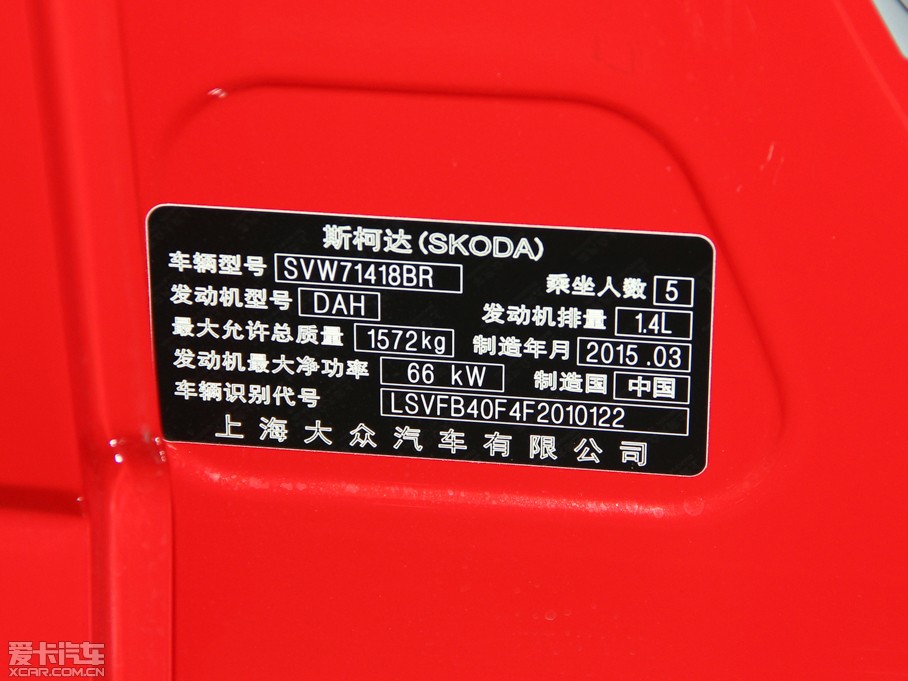 斯柯达(SKODA)
车辆型号 SVW71418BR 乘坐人数 5
发动机型号 DAH 发动机排量 1.4L
最大允许总质量 1572kg 制造年月 2015.03
发动机最大净功率 66 kW 制造国 中国
车辆识别代号 LSVFB40F4F2010122
上海大众汽车有限公司
爱卡汽车
XCAR.COM.CN